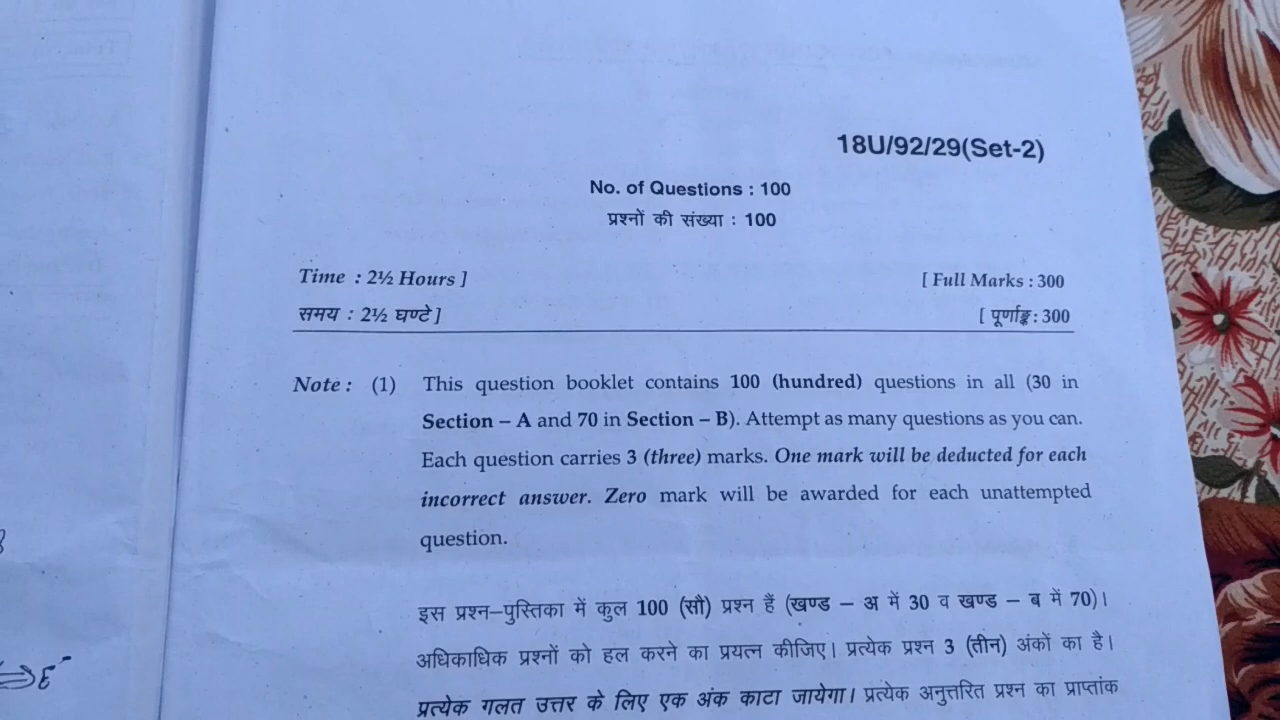 18U/92/29(Set-2)
No. of Questions : 100
प्रश्नों की संख्या : 100
Time : 2½ Hours ]
[ Full Marks : 300
समय : 2½ घण्टे ]
[ पूर्णाङ्क : 300
Note : (1) This question booklet contains 100 (hundred) questions in all (30 in
Section – A and 70 in Section – B). Attempt as many questions as you can.
Each question carries 3 (three) marks. One mark will be deducted for each
incorrect answer. Zero mark will be awarded for each unattempted
question.
इस प्रश्न–पुस्तिका में कुल 100 (सौ) प्रश्न हैं (खण्ड – अ में 30 व खण्ड – ब में 70)।
अधिकाधिक प्रश्नों को हल करने का प्रयत्न कीजिए। प्रत्येक प्रश्न 3 (तीन) अंकों का है।
प्रत्येक गलत उत्तर के लिए एक अंक काटा जायेगा। प्रत्येक अनुत्तरित प्रश्न का प्राप्तांक